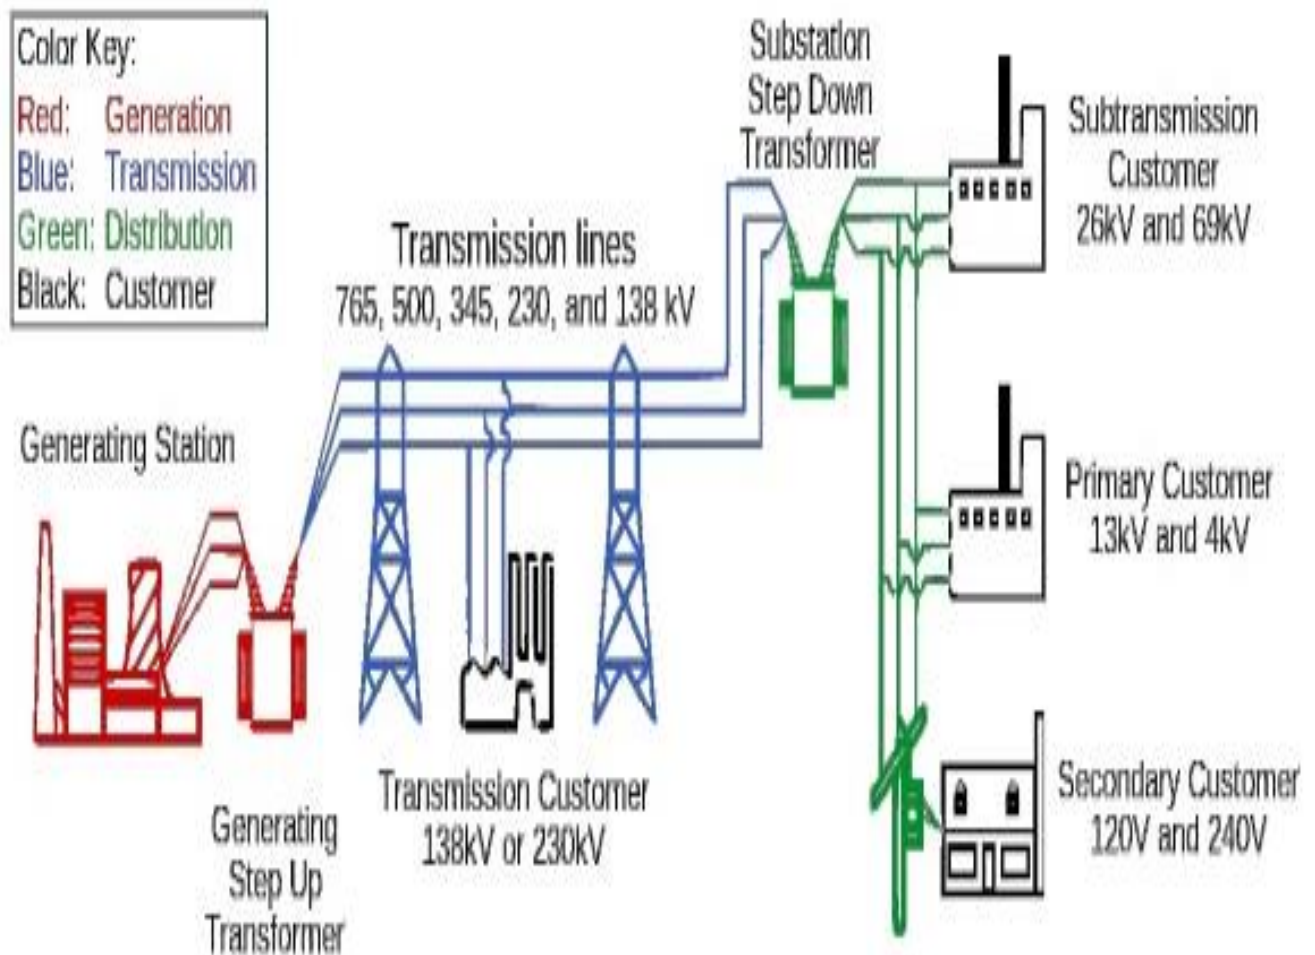 Color Key:
Red: Generation
Blue: Transmission
Green: Distribution
Black: Customer
Substation
Step Down
Transformer
Subtransmission
Customer
26kV and 69kV
Transmission lines
765, 500, 345, 230, and 138 kV
Generating Station
Primary Customer
13kV and 4kV
Transmission Customer
138kV or 230kV
Secondary Customer
120V and 240V
Generating
Step Up
Transformer